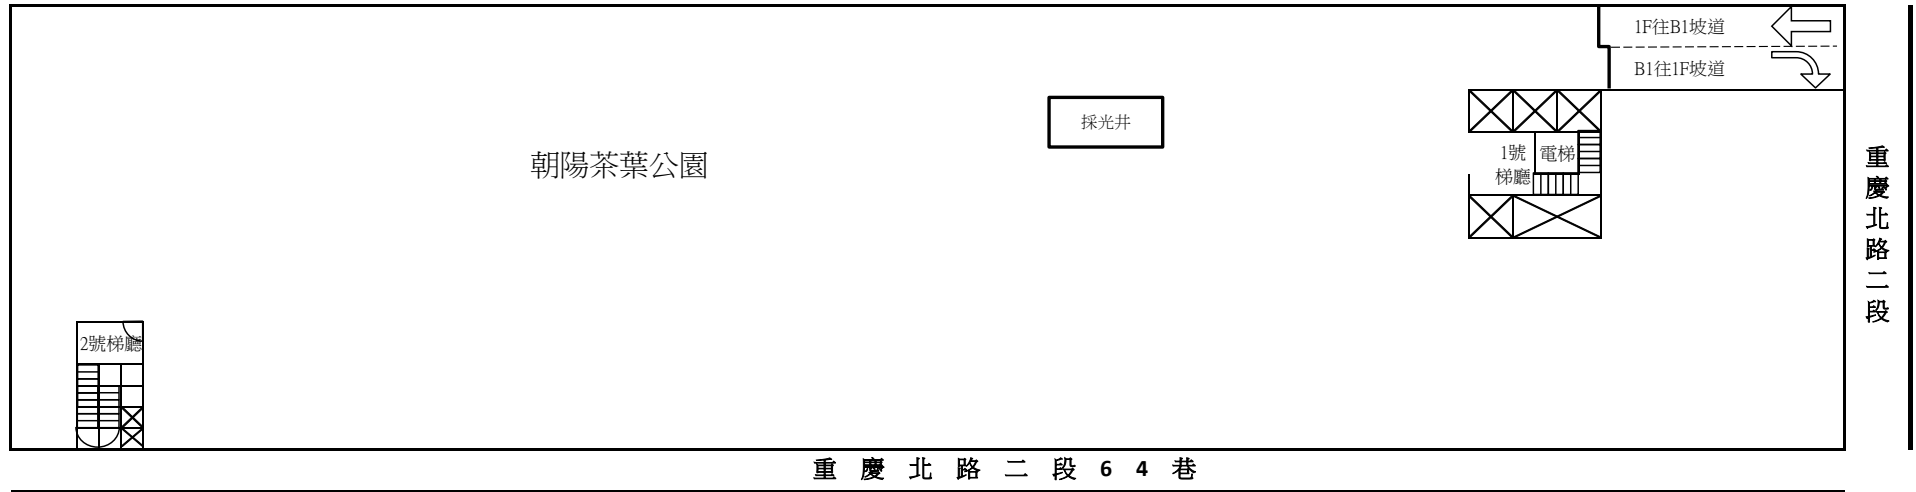 1F往B1坡道
B1往1F坡道
採光井
朝陽茶葉公園
1號
梯廳
電梯
2號梯廳
重慶北路二段
重慶北路二段64巷